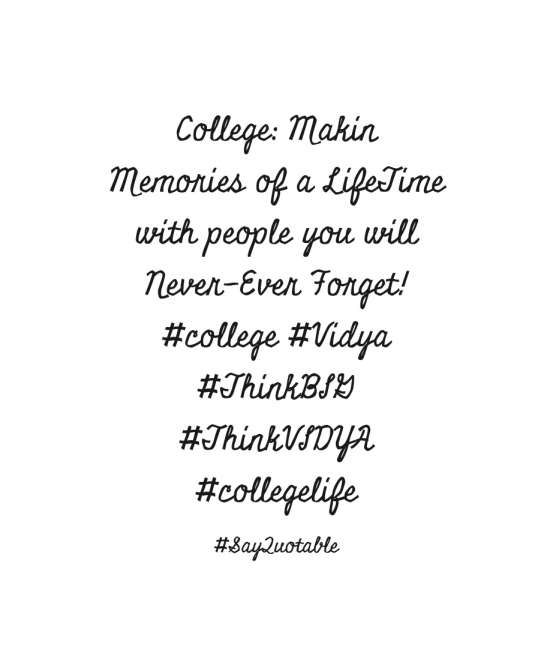 College: Makin
Memories of a LifeTime
with people you will
Never-Ever Forget!
#college #Vidya
#ThinkBIG
#ThinkVIDYA
#collegelife
#SayQuotable